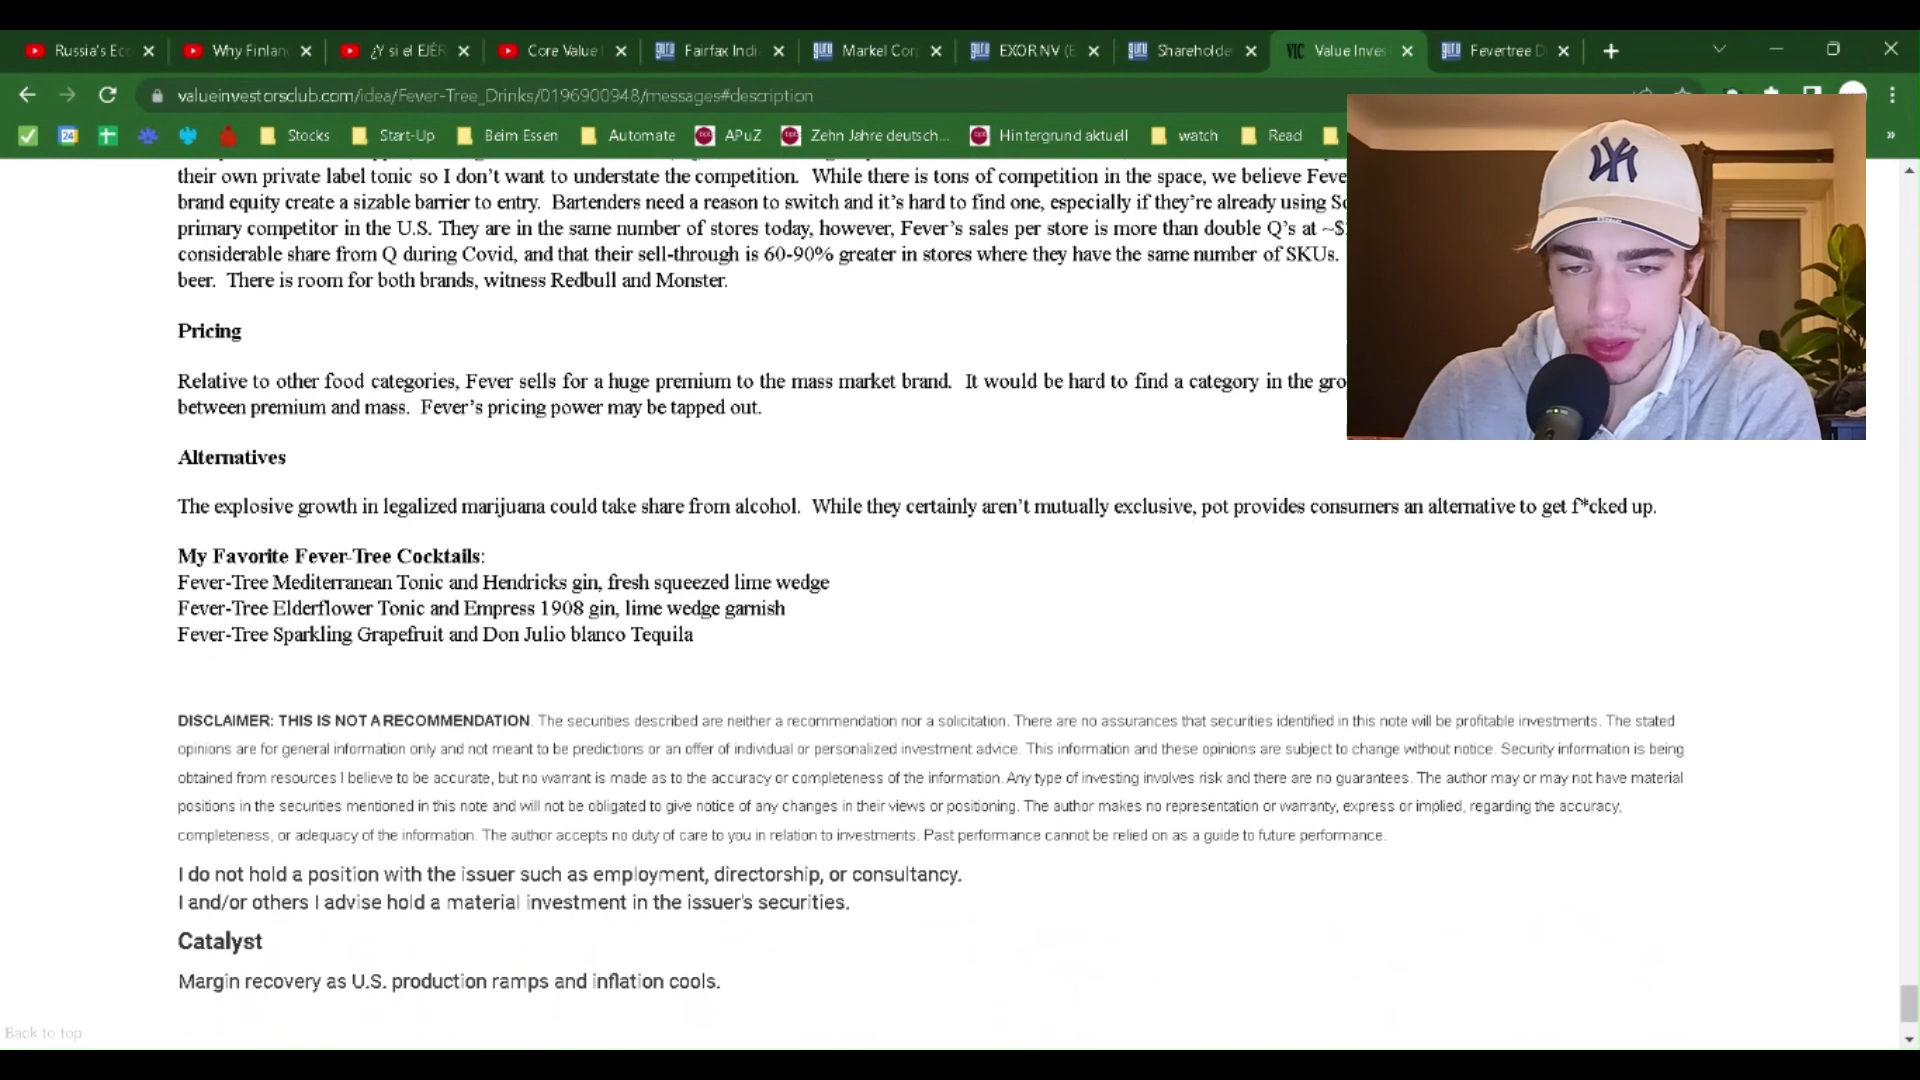 Russia's Ec
Why Finlan
¿Y si el EJÉR
Core Value
Fairfax Indi
Markel Cor
EXOR NV (E
Shareholde
VIC Value Inves
Fevertree D
valueinvestorsclub.com/idea/Fever-Tree_Drinks/0196900948/messages#description
24 Stocks Start-Up Beim Essen Automate APuZ Zehn Jahre deutsch... Hintergrund aktuell watch Read
their own private label tonic so I don't want to understate the competition. While there is tons of competition in the space, we believe Feve
brand equity create a sizable barrier to entry. Bartenders need a reason to switch and it's hard to find one, especially if they're already using Sc
primary competitor in the U.S. They are in the same number of stores today, however, Fever's sales per store is more than double Q's at ~$
considerable share from Q during Covid, and that their sell-through is 60-90% greater in stores where they have the same number of SKUs.
beer. There is room for both brands, witness Redbull and Monster.
Pricing
Relative to other food categories, Fever sells for a huge premium to the mass market brand. It would be hard to find a category in the gro
between premium and mass. Fever's pricing power may be tapped out.
Alternatives
The explosive growth in legalized marijuana could take share from alcohol. While they certainly aren't mutually exclusive, pot provides consumers an alternative to get f*cked up.
My Favorite Fever-Tree Cocktails:
Fever-Tree Mediterranean Tonic and Hendricks gin, fresh squeezed lime wedge
Fever-Tree Elderflower Tonic and Empress 1908 gin, lime wedge garnish
Fever-Tree Sparkling Grapefruit and Don Julio blanco Tequila
DISCLAIMER: THIS IS NOT A RECOMMENDATION. The securities described are neither a recommendation nor a solicitation. There are no assurances that securities identified in this note will be profitable investments. The stated
opinions are for general information only and not meant to be predictions or an offer of individual or personalized investment advice. This information and these opinions are subject to change without notice. Security information is being
obtained from resources I believe to be accurate, but no warrant is made as to the accuracy or completeness of the information. Any type of investing involves risk and there are no guarantees. The author may or may not have material
positions in the securities mentioned in this note and will not be obligated to give notice of any changes in their views or positioning. The author makes no representation or warranty, express or implied, regarding the accuracy,
completeness, or adequacy of the information. The author accepts no duty of care to you in relation to investments. Past performance cannot be relied on as a guide to future performance.
I do not hold a position with the issuer such as employment, directorship, or consultancy.
I and/or others I advise hold a material investment in the issuer's securities.
Catalyst
Margin recovery as U.S. production ramps and inflation cools.
Back to top